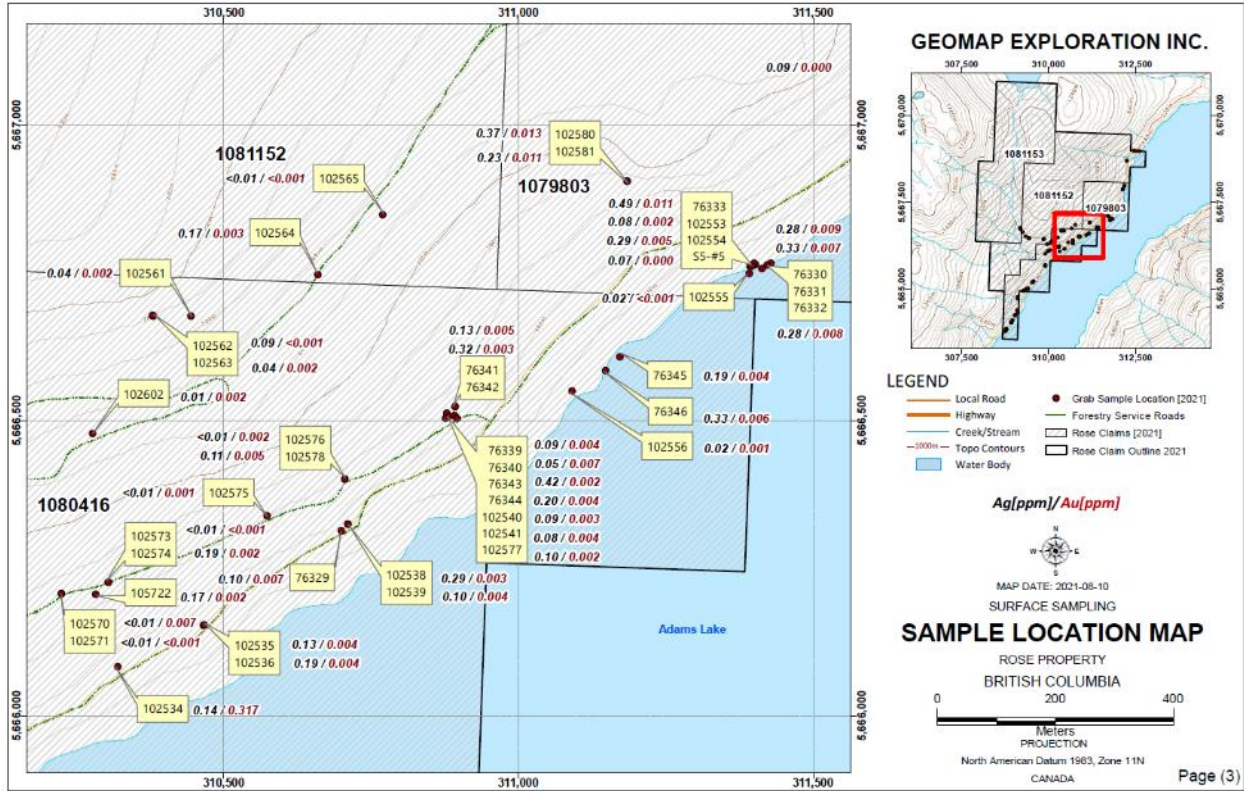 310,500
311,000
311,500
5,667,000
5,667,000
5,666,500
5,666,500
5,666,000
5,666,000
310,500
311,000
311,500
0.09 / 0.000
0.37 / 0.013
0.23 / 0.011
102580
102581
1081152
<0.01 / <0.001
102565
1079803
0.49 / 0.011
0.08 / 0.002
0.29 / 0.005
0.07 / 0.000
76333
102553
102554
S5-#5
0.28 / 0.009
0.33 / 0.007
0.17 / 0.003
102564
0.04 / 0.002
102561
76330
76331
76332
0.02 / <0.001
102555
0.28 / 0.008
102562
102563
0.09 / <0.001
0.04 / 0.002
0.13 / 0.005
0.32 / 0.003
76341
76342
76345
0.19 / 0.004
102602
0.01 / 0.002
76346
0.33 / 0.006
102556
0.02 / 0.001
<0.01 / 0.002
0.11 / 0.005
102576
102578
76339
76340
76343
76344
102540
102541
102577
0.09 / 0.004
0.05 / 0.007
0.42 / 0.002
0.20 / 0.004
0.09 / 0.003
0.08 / 0.004
0.10 / 0.002
1080416
<0.01 / 0.001
102575
102573
102574
<0.01 / <0.001
0.19 / 0.002
0.10 / 0.007
76329
102538
102539
0.29 / 0.003
0.10 / 0.004
105722
0.17 / 0.002
102570
102571
<0.01 / 0.007
<0.01 / <0.001
102535
102536
0.13 / 0.004
0.19 / 0.004
102534
0.14 / 0.317
Adams Lake
GEOMAP EXPLORATION INC.
307,500
310,000
312,500
5,670,000
5,670,000
5,667,500
5,667,500
5,665,000
5,665,000
1081153
1081152
1079803
307,500
310,000
312,500
LEGEND
Local Road
Highway
Creek/Stream
1000m
Topo Contours
Water Body
Grab Sample Location [2021]
Forestry Service Roads
Rose Claims [2021]
Rose Claim Outline 2021
Ag[ppm]/Au[ppm]
N
W
E
S
MAP DATE: 2021-08-10
SURFACE SAMPLING
SAMPLE LOCATION MAP
ROSE PROPERTY
BRITISH COLUMBIA
0
200
400
Meters
PROJECTION
North American Datum 1983, Zone 11N
CANADA
Page (3)